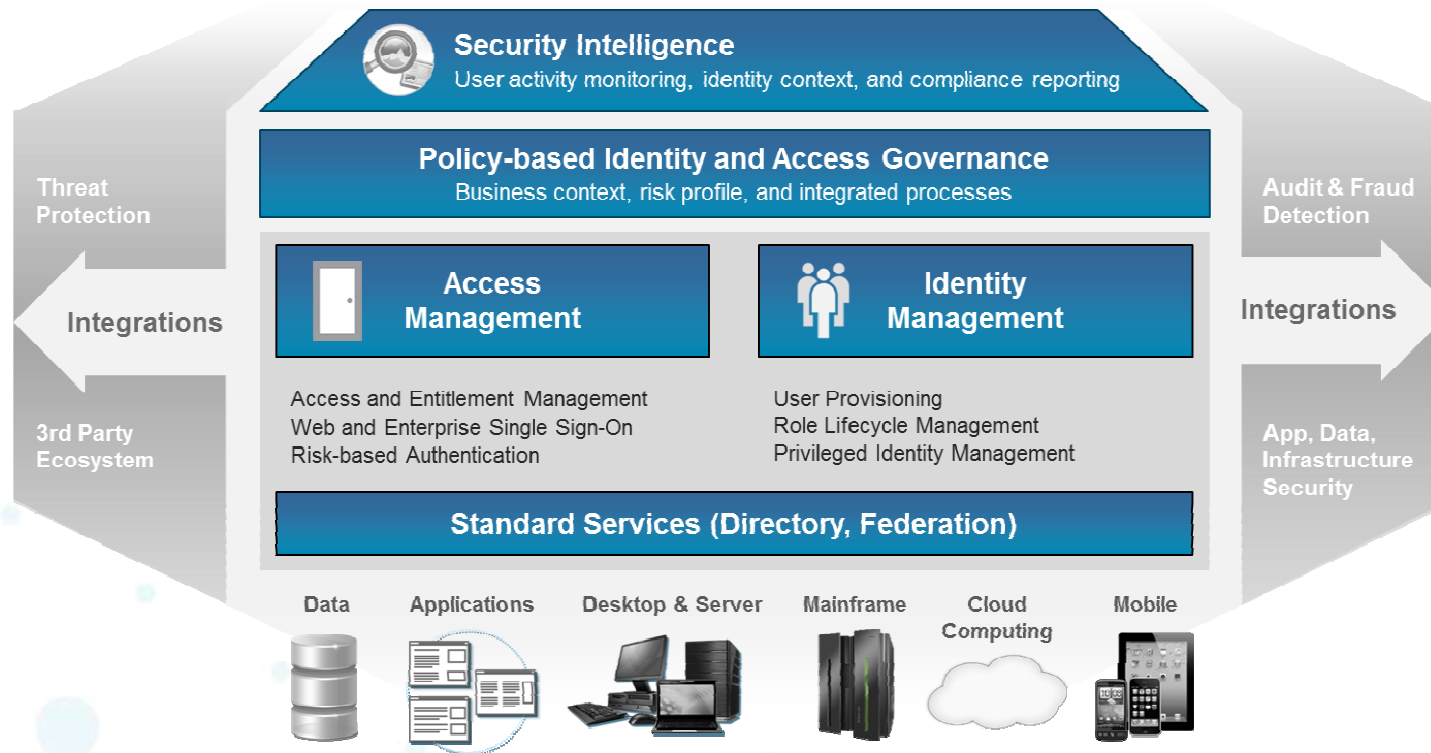 Security Intelligence
User activity monitoring, identity context, and compliance reporting
Policy-based Identity and Access Governance
Business context, risk profile, and integrated processes
Threat
Protection
Audit & Fraud
Detection
Access
Management
Identity
Management
Integrations
Integrations
Access and Entitlement Management
Web and Enterprise Single Sign-On
Risk-based Authentication
User Provisioning
Role Lifecycle Management
Privileged Identity Management
3rd Party
Ecosystem
App, Data,
Infrastructure
Security
Standard Services (Directory, Federation)
Data
Applications
Desktop & Server
Mainframe
Cloud
Computing
Mobile